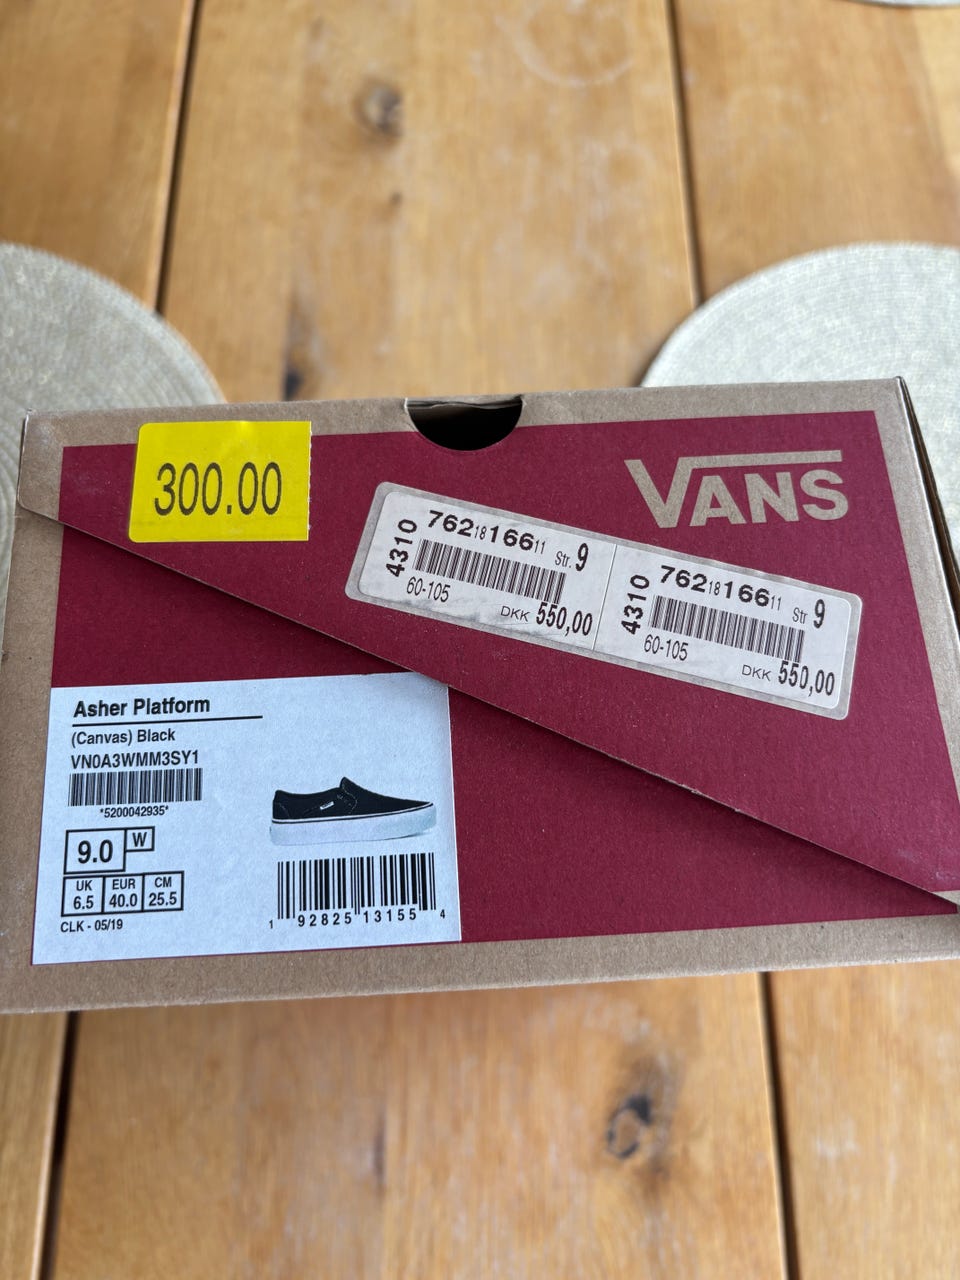 300.00
VANS
4310
762 18 166 11 Str. 9
60-105
DKK 550,00
4310
762 18 166 11 Str 9
60-105
DKK 550,00
Asher Platform
(Canvas) Black
VN0A3WMM3SY1
*5200042935*
9.0 W
UK EUR CM
6.5 40.0 25.5
CLK - 05/19
1 92825 13155 4